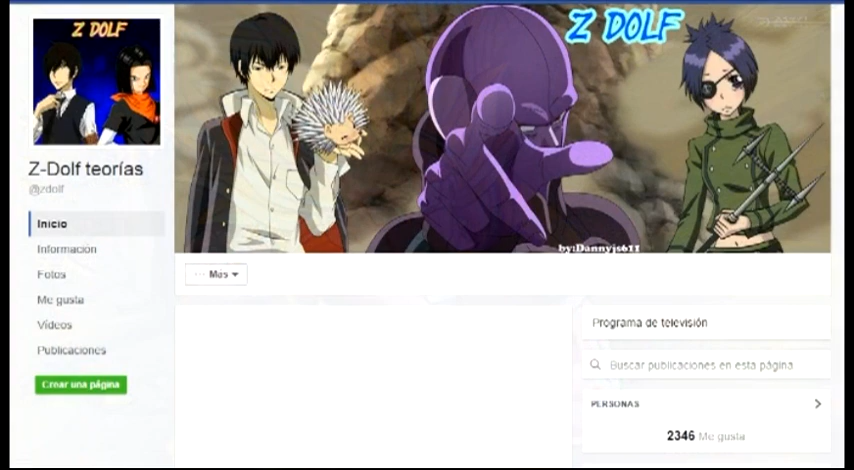 Z DOLF
Z DOLF
Z-Dolf teorías
@zdolf
Inicio
Información
Fotos
Me gusta
Vídeos
Publicaciones
Crear una página
by:Dannyjs611
Más
Programa de televisión
Buscar publicaciones en esta página
PERSONAS
2346 Me gusta